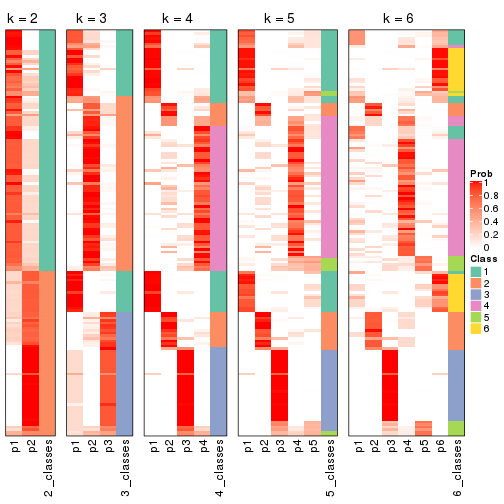 k = 2
k = 3
k = 4
k = 5
k = 6
Prob
1
0.8
0.6
0.4
0.2
0
Class
1
2
3
4
5
6
p1
p2
2_classes
p1
p2
p3
3_classes
p1
p2
p3
p4
4_classes
p1
p2
p3
p4
p5
5_classes
p1
p2
p3
p4
p5
p6
6_classes